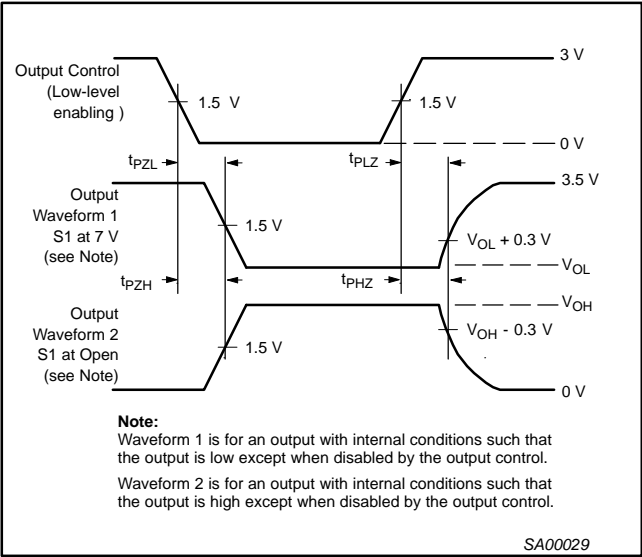 3 V
Output Control
(Low-level
enabling )
1.5 V
1.5 V
0 V
tPZL
tPLZ
3.5 V
Output
Waveform 1
S1 at 7 V
(see Note)
1.5 V
VOL + 0.3 V
VOL
tPZH
tPHZ
VOH
Output
Waveform 2
S1 at Open
(see Note)
1.5 V
VOH - 0.3 V
0 V
Note:
Waveform 1 is for an output with internal conditions such that
the output is low except when disabled by the output control.
Waveform 2 is for an output with internal conditions such that
the output is high except when disabled by the output control.
SA00029